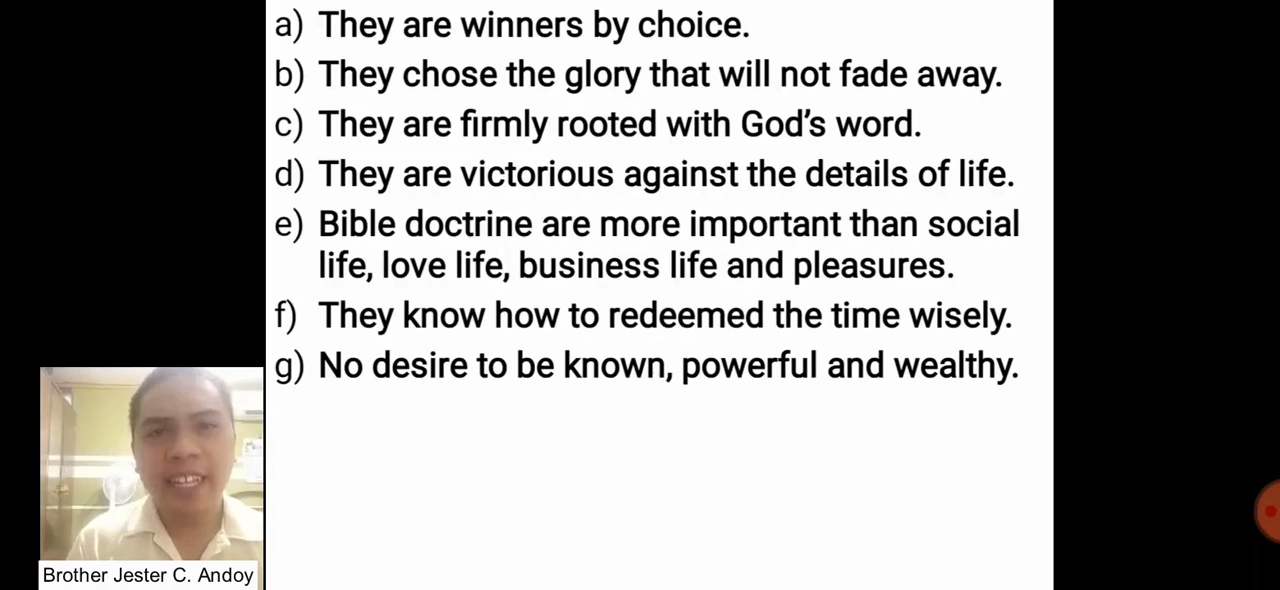 a) They are winners by choice.
b) They chose the glory that will not fade away.
c) They are firmly rooted with God’s word.
d) They are victorious against the details of life.
e) Bible doctrine are more important than social
life, love life, business life and pleasures.
f) They know how to redeemed the time wisely.
g) No desire to be known, powerful and wealthy.
Brother Jester C. Andoy